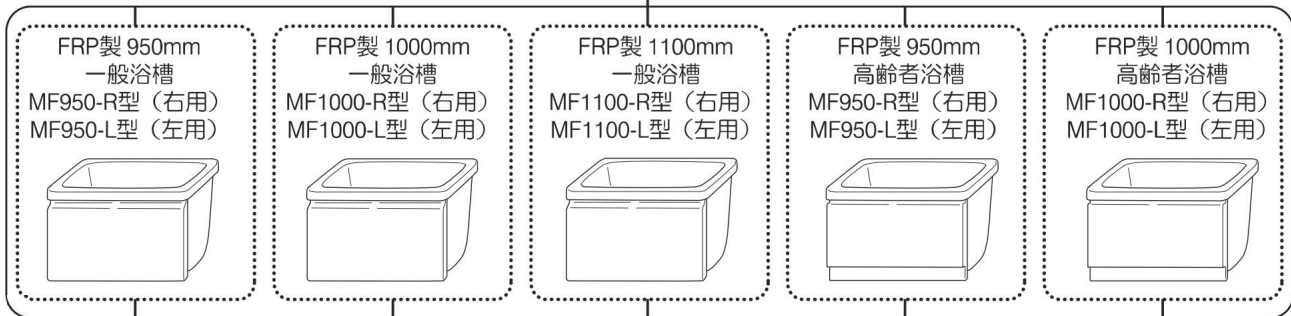 FRP製 950mm
一般浴槽
MF950-R型（右用）
MF950-L型（左用）
FRP製 1000mm
一般浴槽
MF1000-R型（右用）
MF1000-L型（左用）
FRP製 1100mm
一般浴槽
MF1100-R型（右用）
MF1100-L型（左用）
FRP製 950mm
高齢者浴槽
MF950-R型（右用）
MF950-L型（左用）
FRP製 1000mm
高齢者浴槽
MF1000-R型（右用）
MF1000-L型（左用）